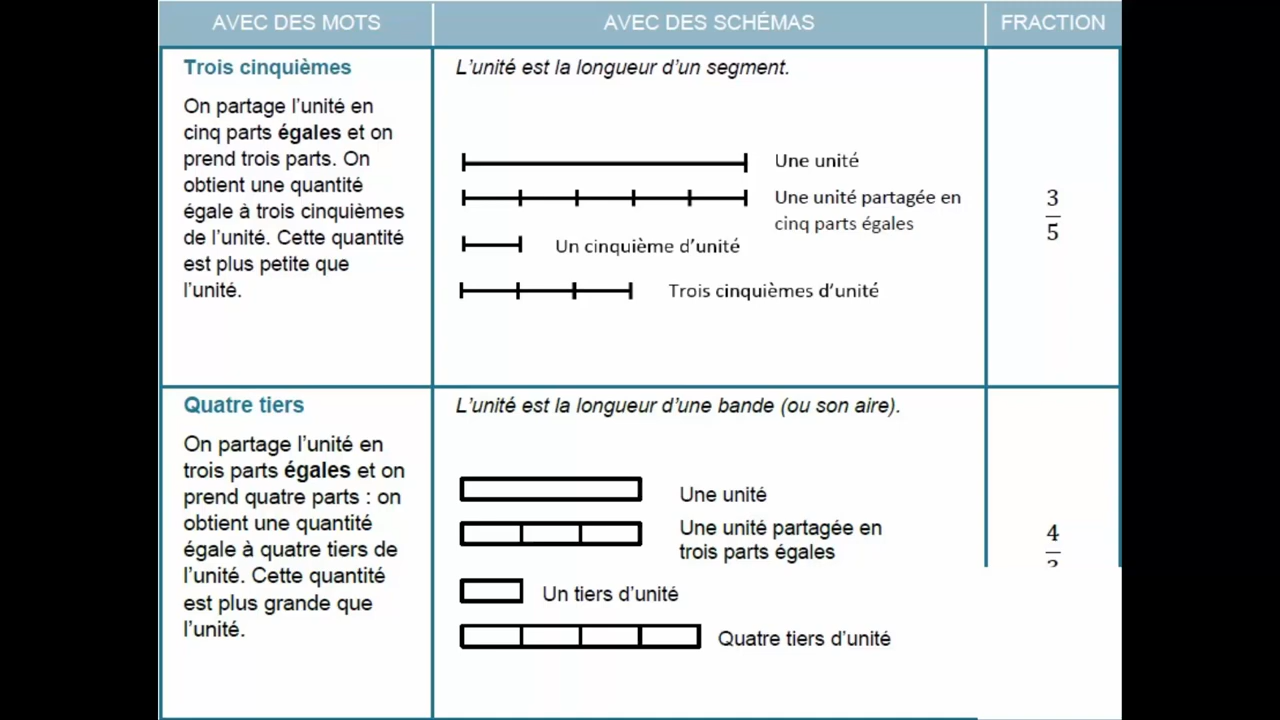 AVEC DES MOTS
AVEC DES SCHÉMAS
FRACTION
Trois cinquièmes
On partage l'unité en
cinq parts égales et on
prend trois parts. On
obtient une quantité
égale à trois cinquièmes
de l'unité. Cette quantité
est plus petite que
l'unité.
L'unité est la longueur d'un segment.
Une unité
Une unité partagée en
cinq parts égales
Un cinquième d'unité
Trois cinquièmes d'unité
3
5
Quatre tiers
On partage l'unité en
trois parts égales et on
prend quatre parts : on
obtient une quantité
égale à quatre tiers de
l'unité. Cette quantité
est plus grande que
l'unité.
L'unité est la longueur d'une bande (ou son aire).
Une unité
Une unité partagée en
trois parts égales
Un tiers d'unité
Quatre tiers d'unité
4